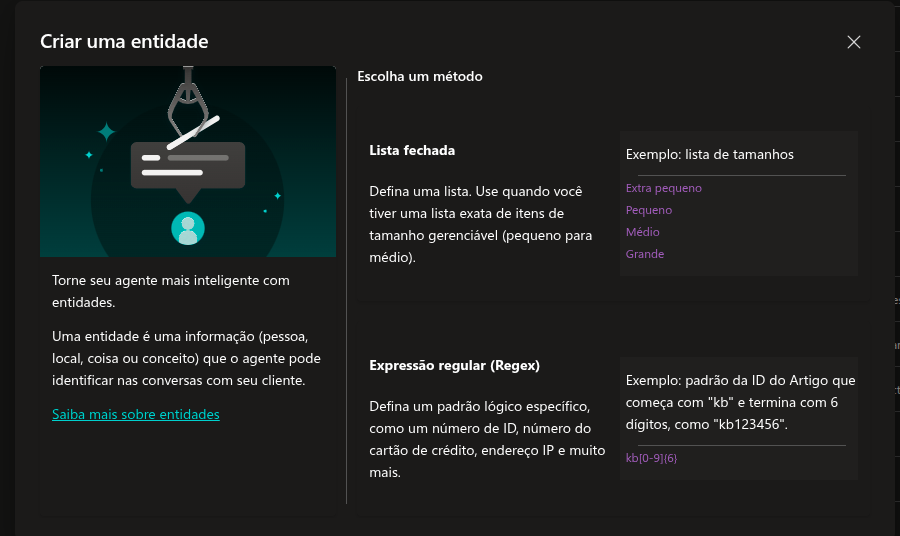 Criar uma entidade
Torne seu agente mais inteligente com
entidades.
Uma entidade é uma informação (pessoa,
local, coisa ou conceito) que o agente pode
identificar nas conversas com seu cliente.
Saiba mais sobre entidades
Escolha um método
Lista fechada
Defina uma lista. Use quando você
tiver uma lista exata de itens de
tamanho gerenciável (pequeno para
médio).
Exemplo: lista de tamanhos
Extra pequeno
Pequeno
Médio
Grande
Expressão regular (Regex)
Defina um padrão lógico específico,
como um número de ID, número do
cartão de crédito, endereço IP e muito
mais.
Exemplo: padrão da ID do Artigo que
começa com "kb" e termina com 6
dígitos, como "kb123456".
kb[0-9]{6}